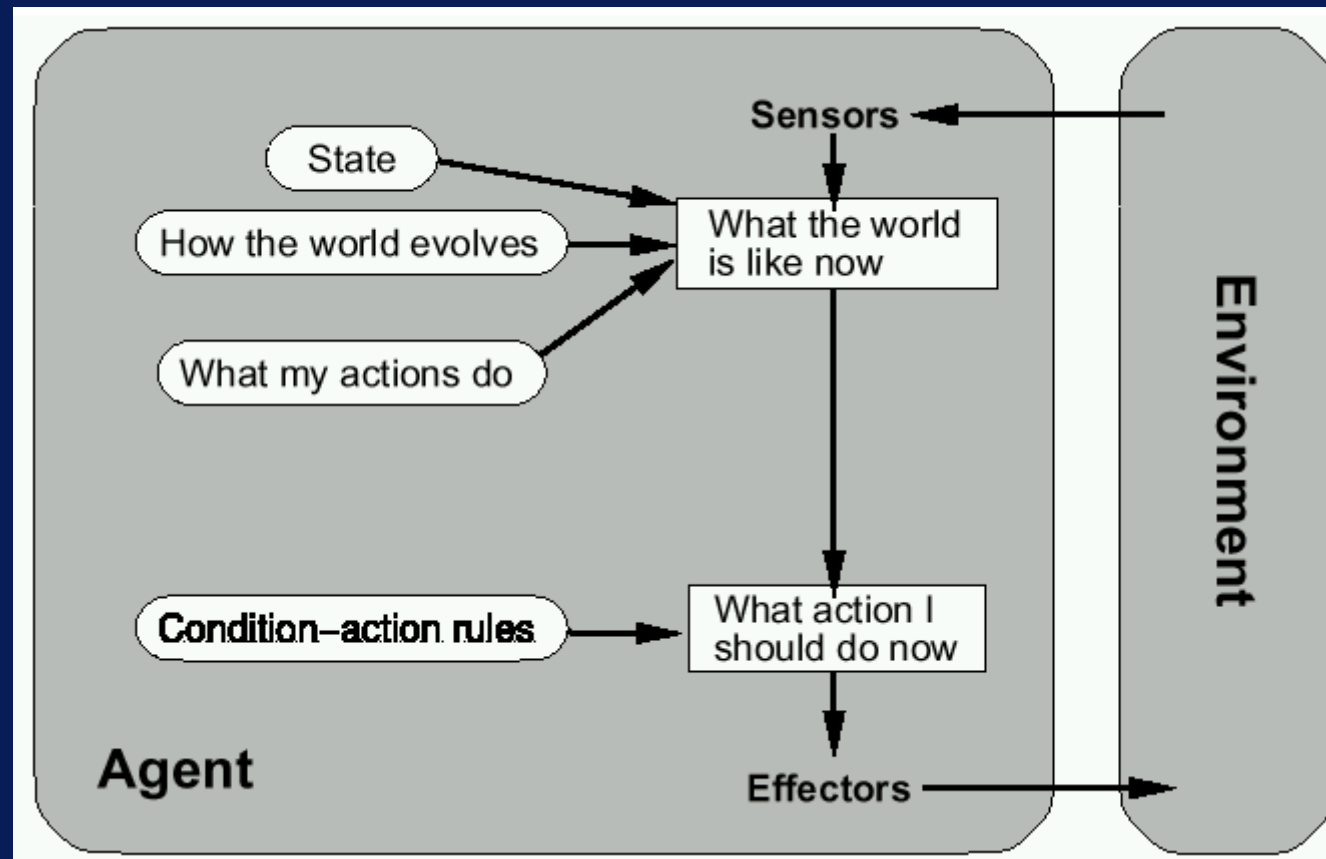 Sensors
State
What the world
is like now
How the world evolves
What my actions do
Environment
Condition–action rules
What action I
should do now
Agent
Effectors